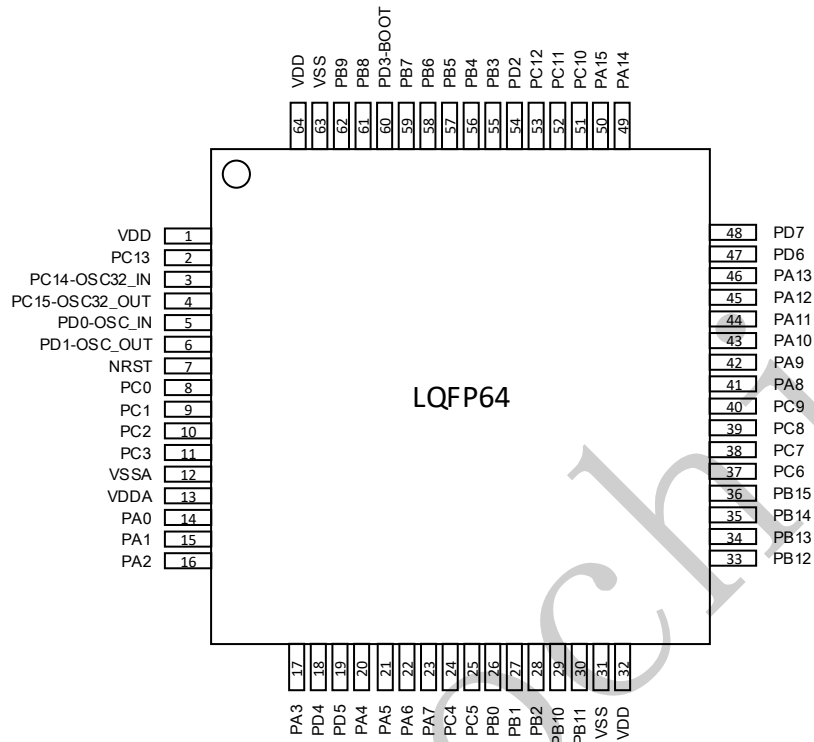 VDD
VSS
PB9
PB8
PD3-BOOT
PB7
PB6
PB5
PB4
PB3
PD2
PC12
PC11
PC10
PA15
PA14
64
63
62
61
60
59
58
57
56
55
54
53
52
51
50
49
VDD 1
PC13 2
PC14-OSC32_IN 3
PC15-OSC32_OUT 4
PD0-OSC_IN 5
PD1-OSC_OUT 6
NRST 7
PC0 8
PC1 9
PC2 10
PC3 11
VSSA 12
VDDA 13
PA0 14
PA1 15
PA2 16
LQFP64
48 PD7
47 PD6
46 PA13
45 PA12
44 PA11
43 PA10
42 PA9
41 PA8
40 PC9
39 PC8
38 PC7
37 PC6
36 PB15
35 PB14
34 PB13
33 PB12
17
18
19
20
21
22
23
24
25
26
27
28
29
30
31
32
PA3
PD4
PD5
PA4
PA5
PA6
PA7
PC4
PC5
PB0
PB1
PB2
PB10
PB11
VSS
VDD